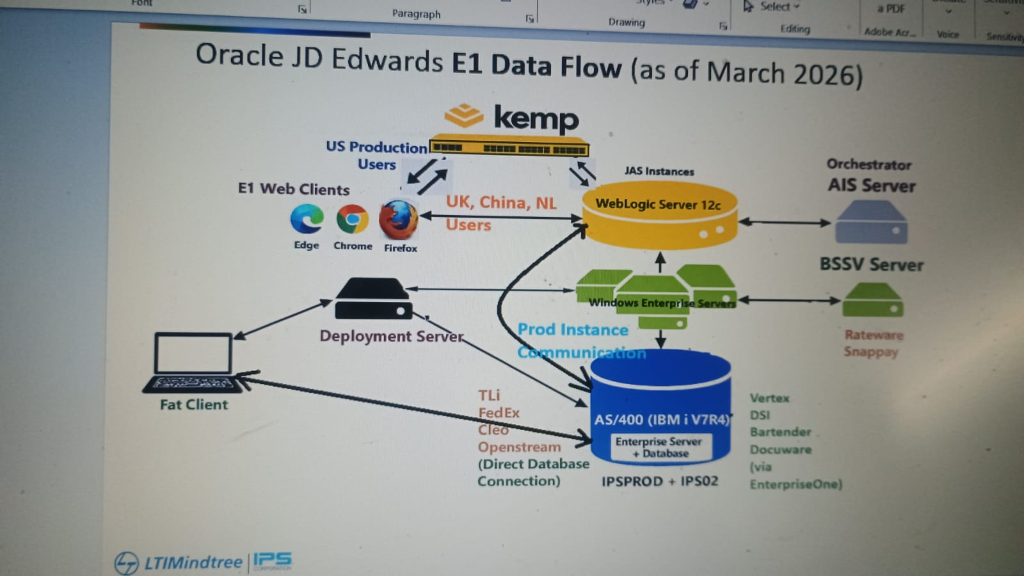 Font
Paragraph
Styles
Drawing
Select
Editing
a PDF
Adobe Acr...
Voice
Sensitivity
Oracle JD Edwards E1 Data Flow (as of March 2026)
kemp
US Production
Users
JAS Instances
WebLogic Server 12c
Orchestrator
AIS Server
E1 Web Clients
Edge
Chrome
Firefox
UK, China, NL
Users
BSSV Server
Windows Enterprise Servers
Deployment Server
Prod Instance
Communication
Rateware
Snappay
Fat Client
TLi
FedEx
Cleo
Openstream
(Direct Database
Connection)
AS/400 (IBM i V7R4)
Enterprise Server
+ Database
IPSPROD + IPS02
Vertex
DSI
Bartender
Docuware
(via
EnterpriseOne)
LTIMindtree
IPS
CORPORATION